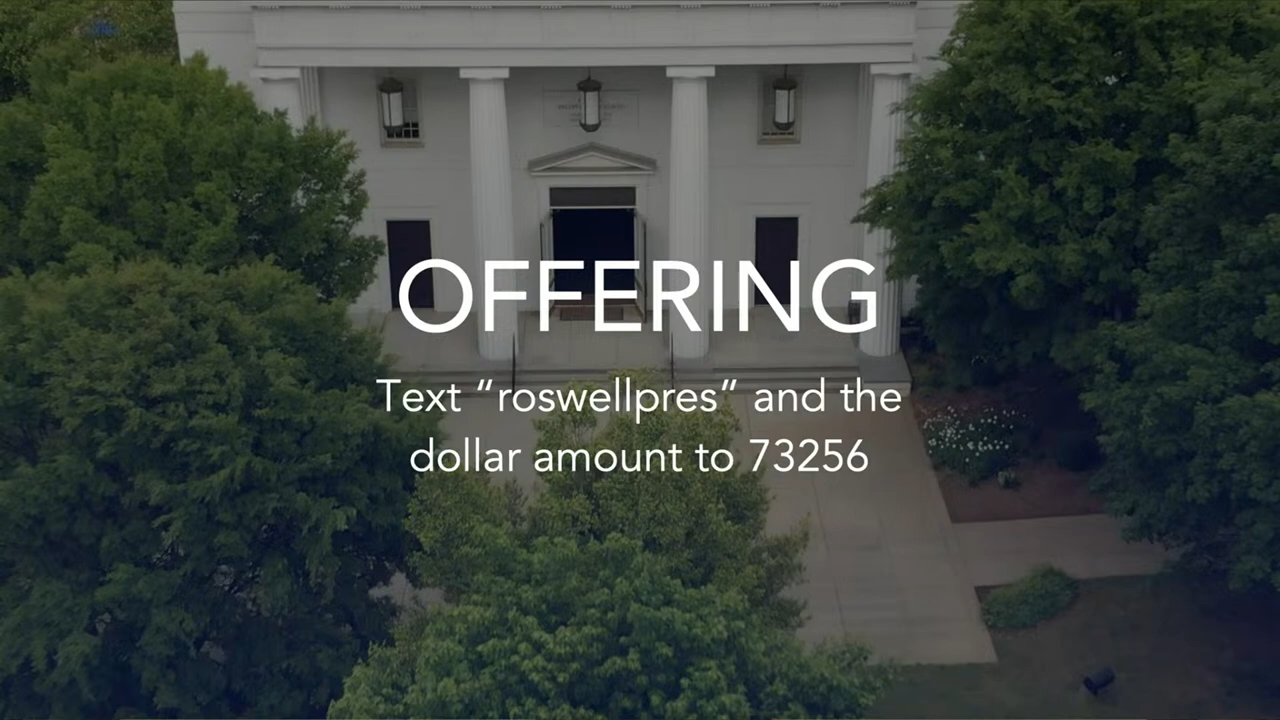 OFFERING
Text “roswellpres” and the
dollar amount to 73256